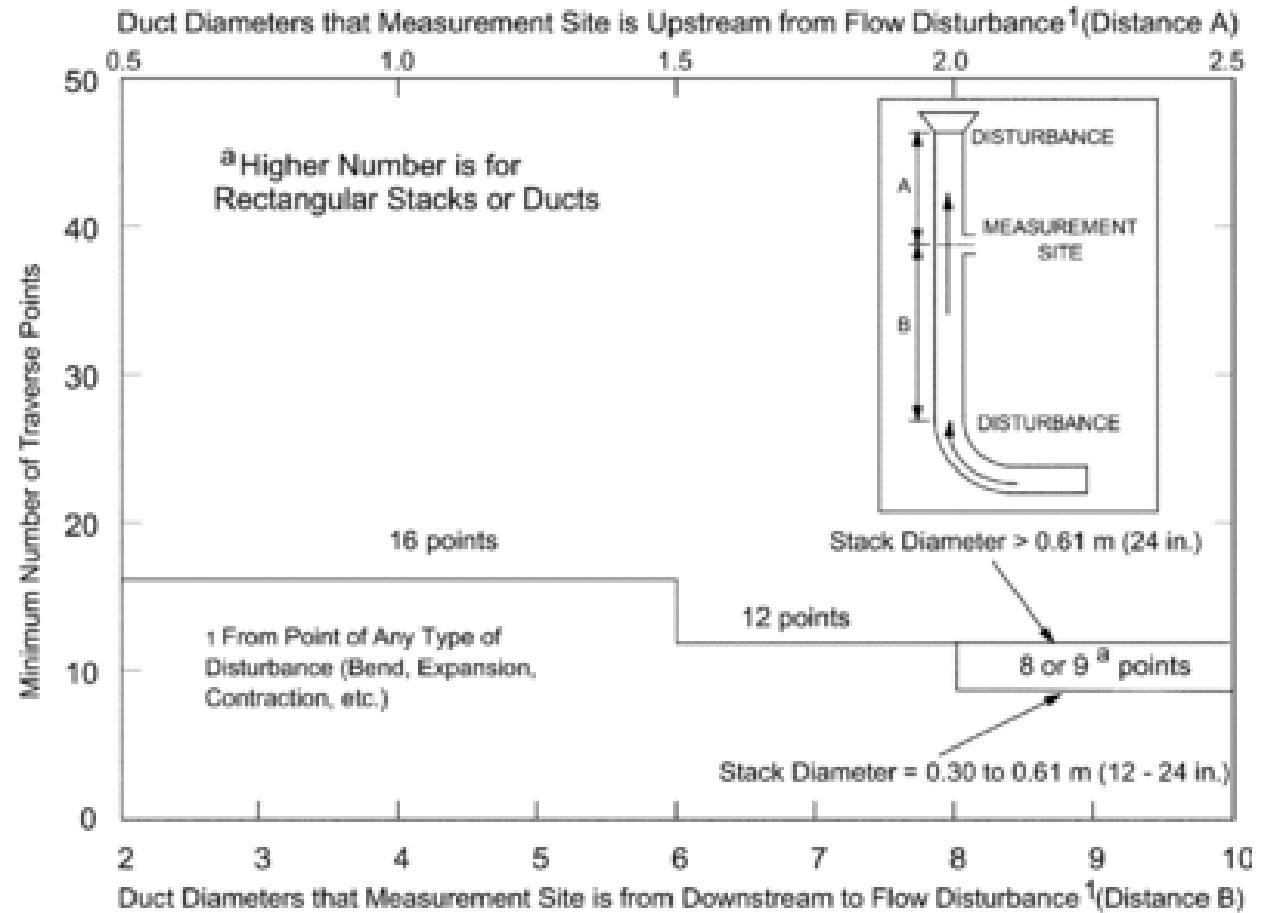 Duct Diameters that Measurement Site is Upstream from Flow Disturbance 1 (Distance A)
0.5 1.0 1.5 2.0 2.5
50
40
30
20
10
0
Minimum Number of Traverse Points
a Higher Number is for
Rectangular Stacks or Ducts
DISTURBANCE
A
MEASUREMENT
SITE
B
DISTURBANCE
16 points
Stack Diameter > 0.61 m (24 in.)
12 points
1 From Point of Any Type of
Disturbance (Bend, Expansion,
Contraction, etc.)
8 or 9 a points
Stack Diameter = 0.30 to 0.61 m (12 - 24 in.)
2 3 4 5 6 7 8 9 10
Duct Diameters that Measurement Site is from Downstream to Flow Disturbance 1 (Distance B)